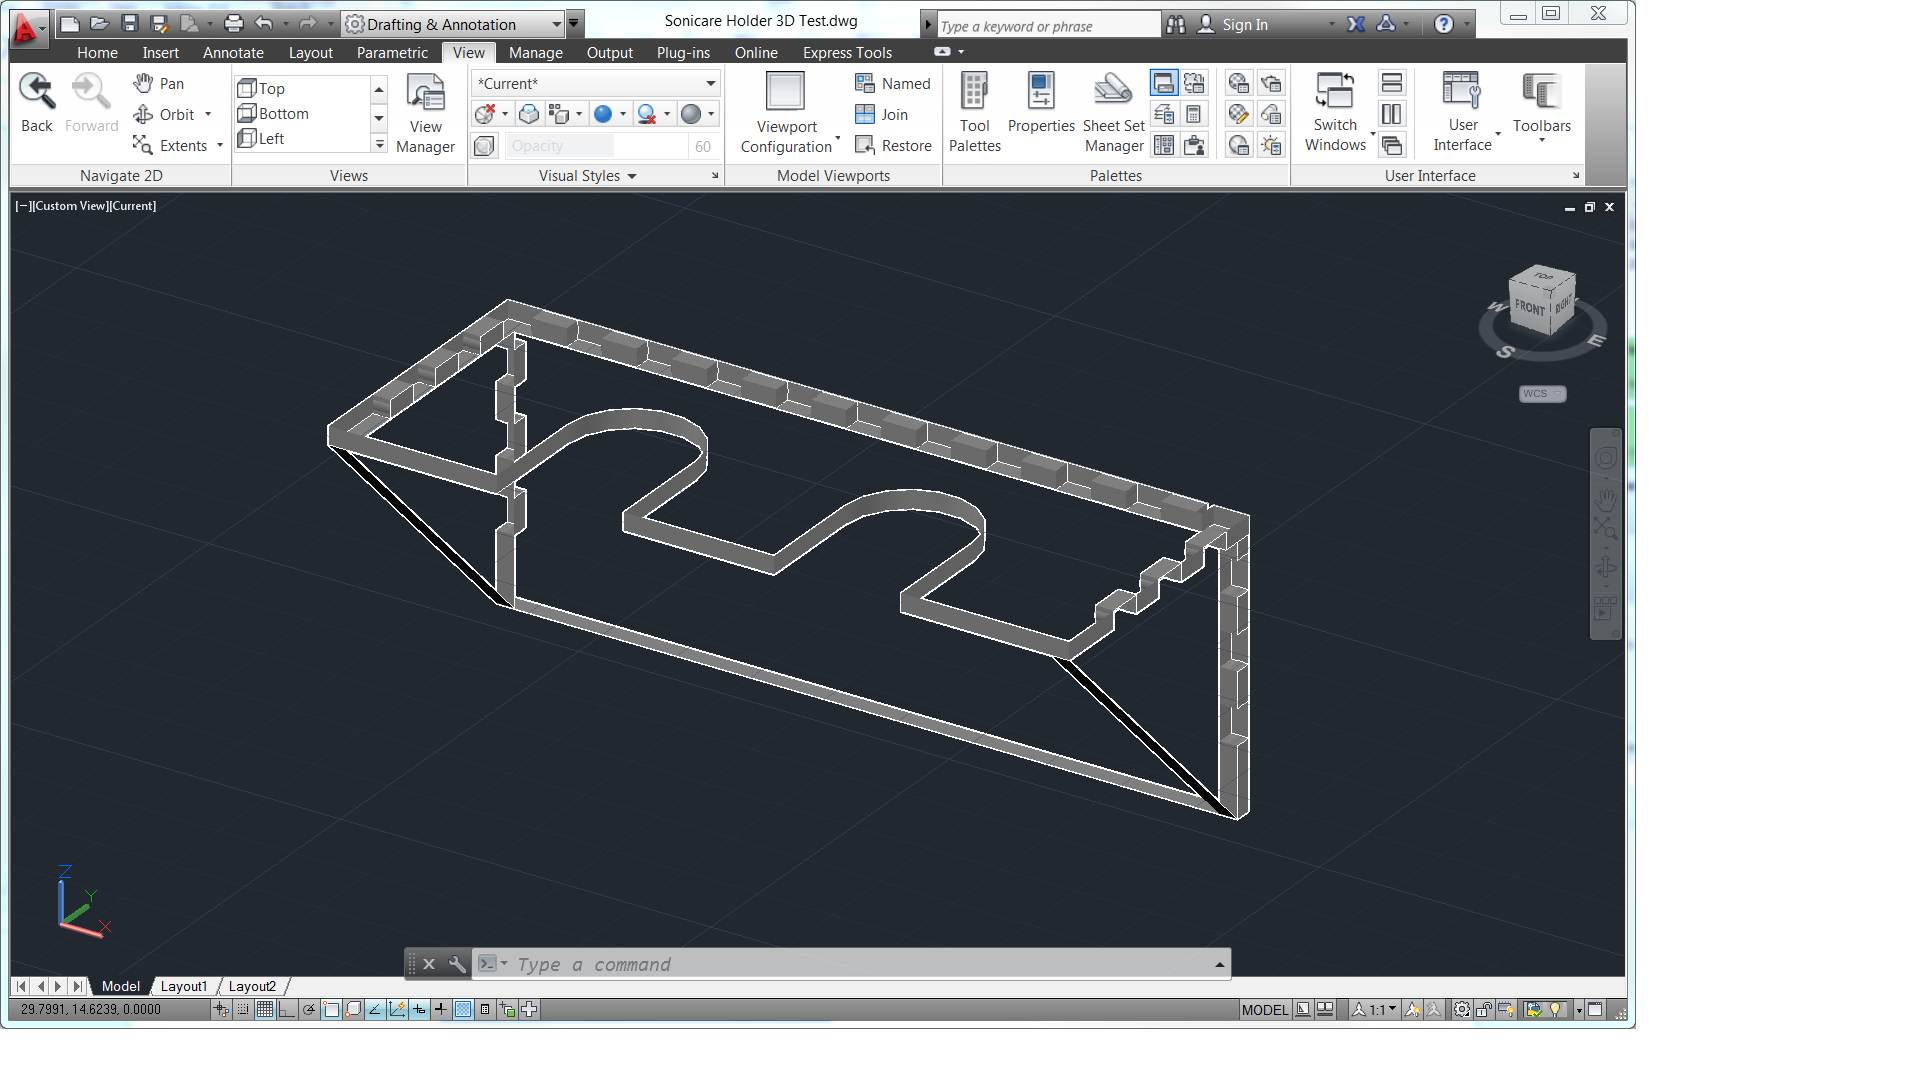 Drafting & Annotation
Sonicare Holder 3D Test.dwg
Type a keyword or phrase
Sign In
Home Insert Annotate Layout Parametric View Manage Output Plug-ins Online Express Tools
Back
Forward
Pan
Orbit
Extents
Navigate 2D
Top
Bottom
Left
View
Manager
Views
*Current*
Opacity 60
Visual Styles
Viewport
Configuration
Named
Join
Restore
Model Viewports
Tool
Palettes
Properties
Sheet Set
Manager
Palettes
Switch
Windows
User
Interface
Toolbars
User Interface
[−][Custom View][Current]
TOP
FRONT
RIGHT
W
S
E
WCS
Z
Y
X
Type a command
Model Layout1 Layout2
29.7991, 14.6239, 0.0000
MODEL
1:1